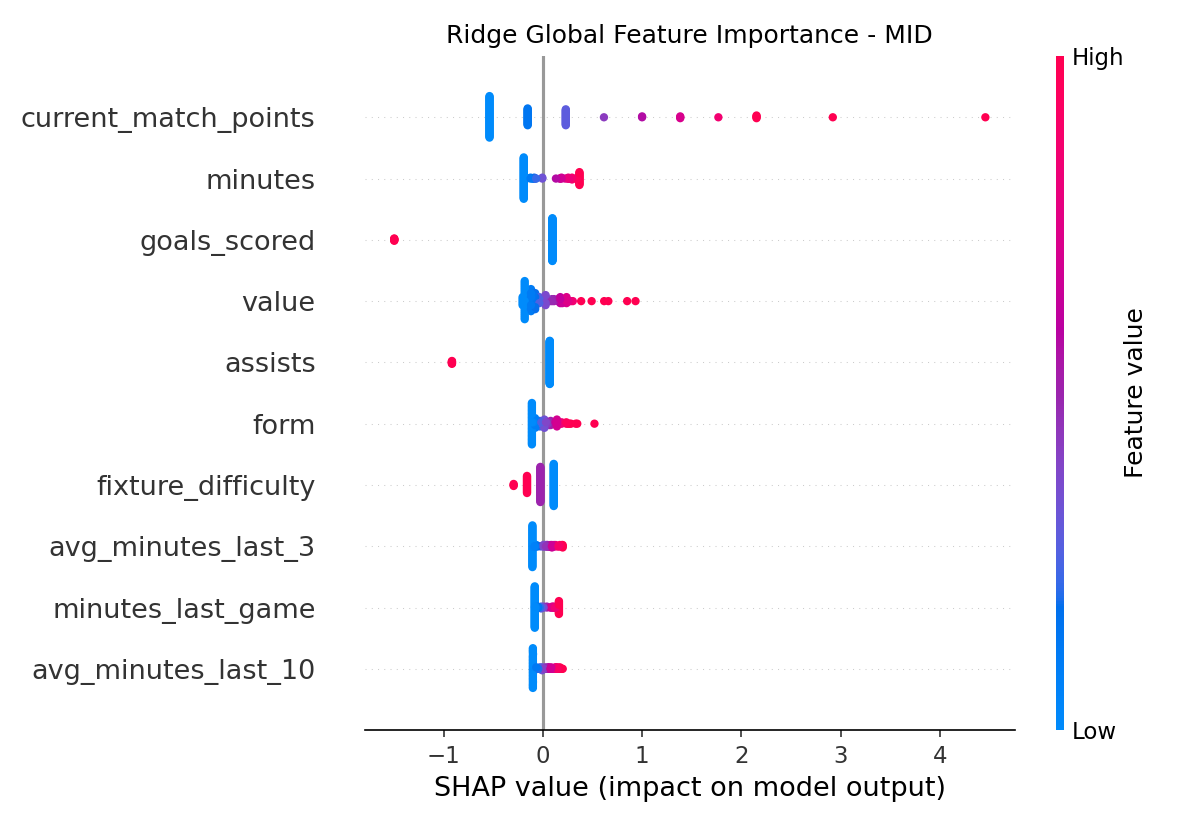 Ridge Global Feature Importance - MID
High
current_match_points
minutes
goals_scored
value
assists
form
fixture_difficulty
avg_minutes_last_3
minutes_last_game
avg_minutes_last_10
Feature value
Low
−1 0 1 2 3 4
SHAP value (impact on model output)